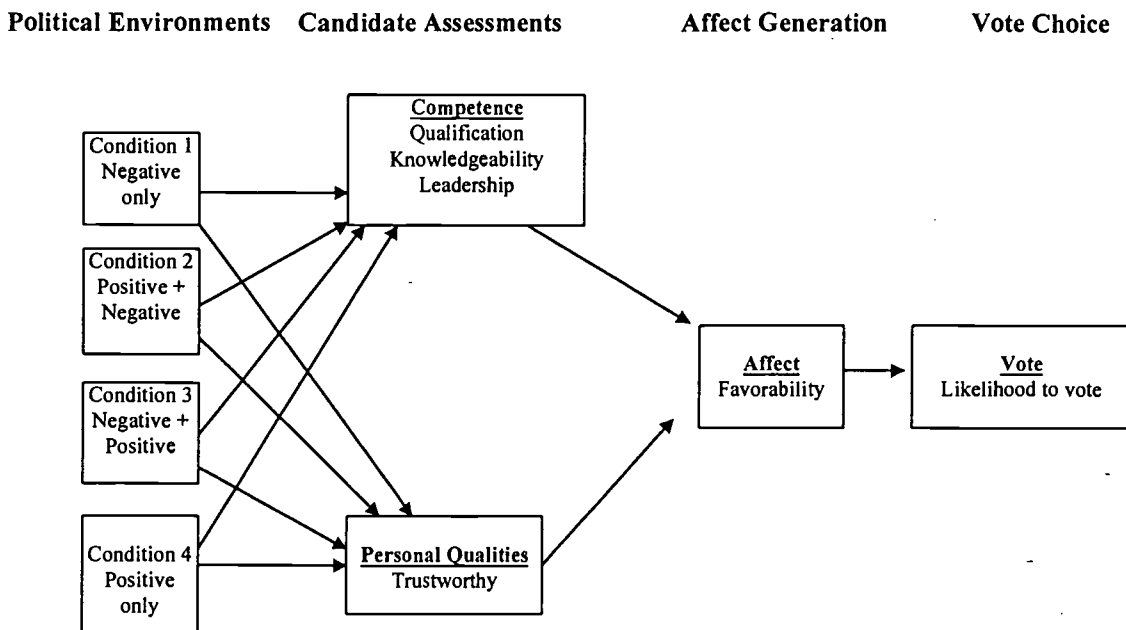 Political Environments Candidate Assessments Affect Generation Vote Choice
Competence
Qualification
Knowledgeability
Leadership
Condition 1
Negative
only
Condition 2
Positive +
Negative
Condition 3
Negative +
Positive
Condition 4
Positive
only
Personal Qualities
Trustworthy
Affect
Favorability
Vote
Likelihood to vote